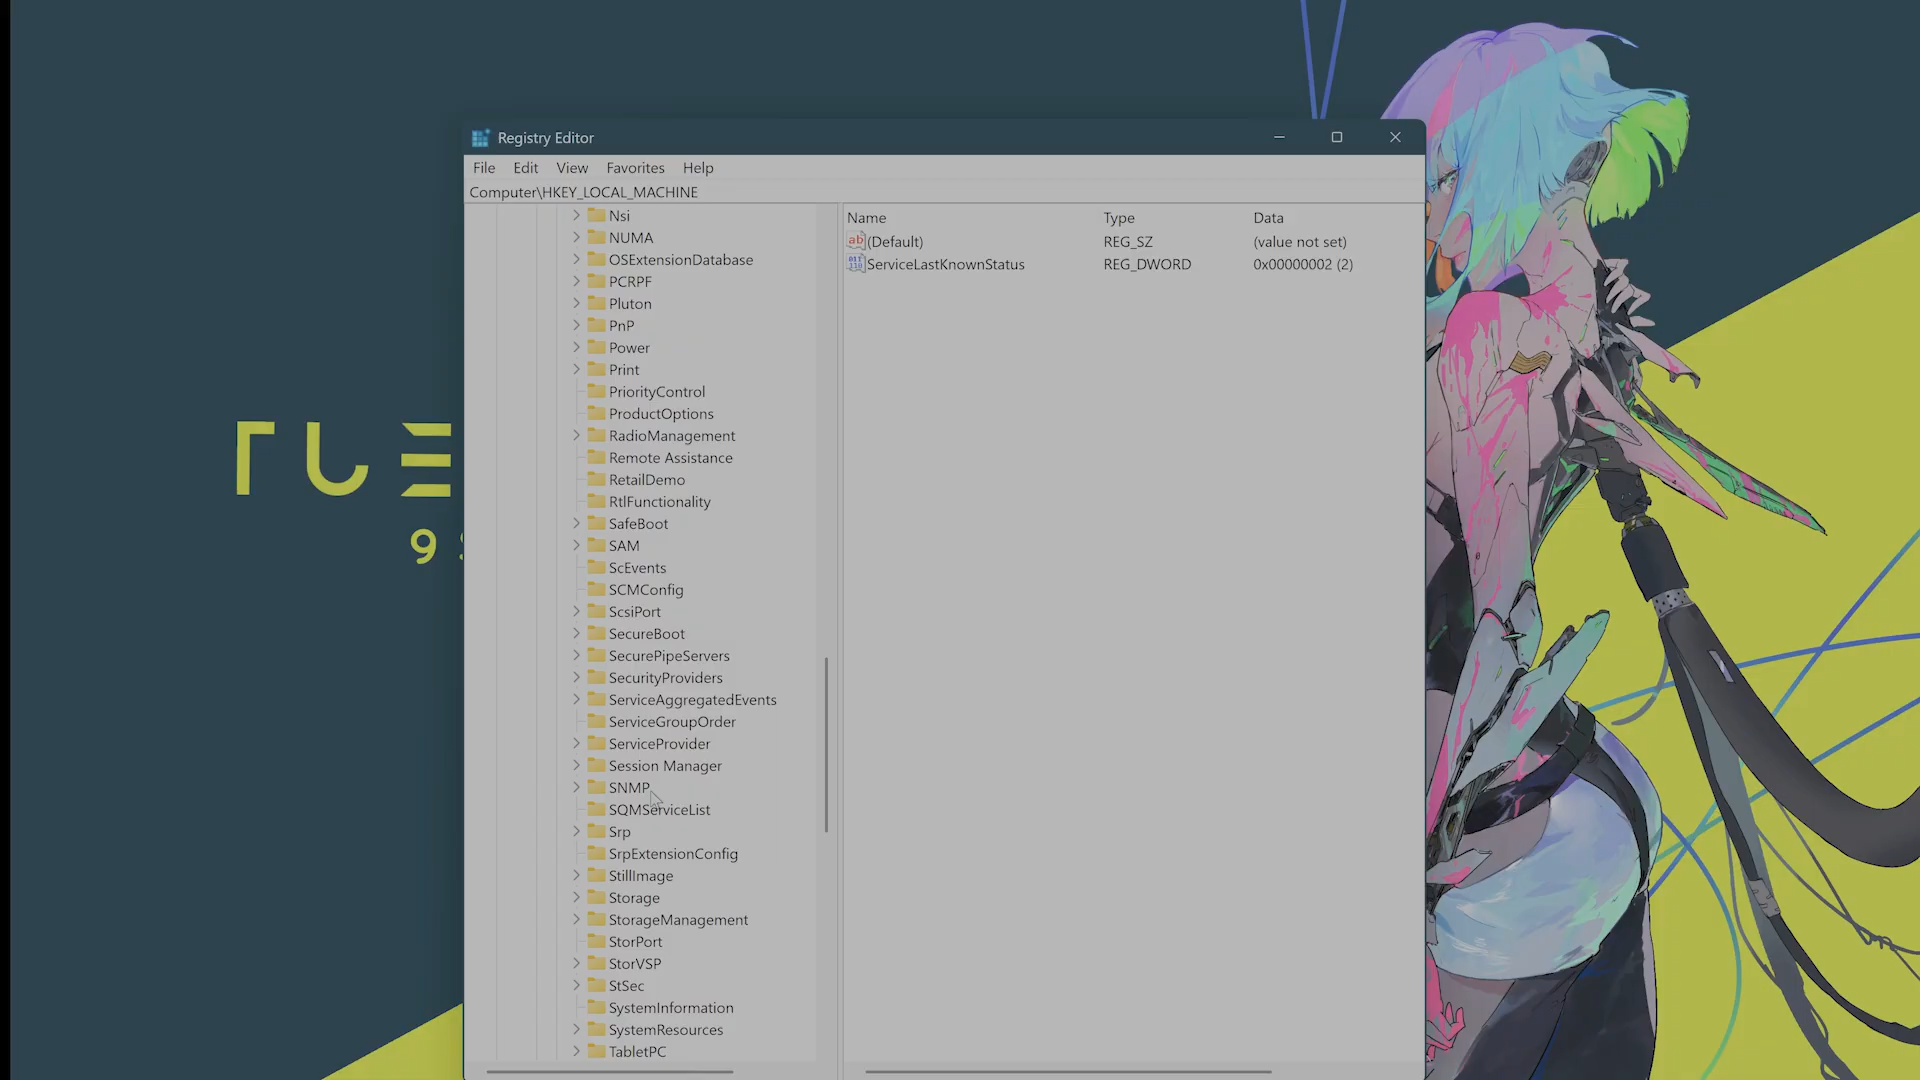 Registry Editor
File Edit View Favorites Help
Computer\HKEY_LOCAL_MACHINE
Nsi
NUMA
OSExtensionDatabase
PCRPF
Pluton
PnP
Power
Print
PriorityControl
ProductOptions
RadioManagement
Remote Assistance
RetailDemo
RtlFunctionality
SafeBoot
SAM
ScEvents
SCMConfig
ScsiPort
SecureBoot
SecurePipeServers
SecurityProviders
ServiceAggregatedEvents
ServiceGroupOrder
ServiceProvider
Session Manager
SNMP
SQMServiceList
Srp
SrpExtensionConfig
StillImage
Storage
StorageManagement
StorPort
StorVSP
StSec
SystemInformation
SystemResources
TabletPC
Name Type Data
(Default) REG_SZ (value not set)
ServiceLastKnownStatus REG_DWORD 0x00000002 (2)
9